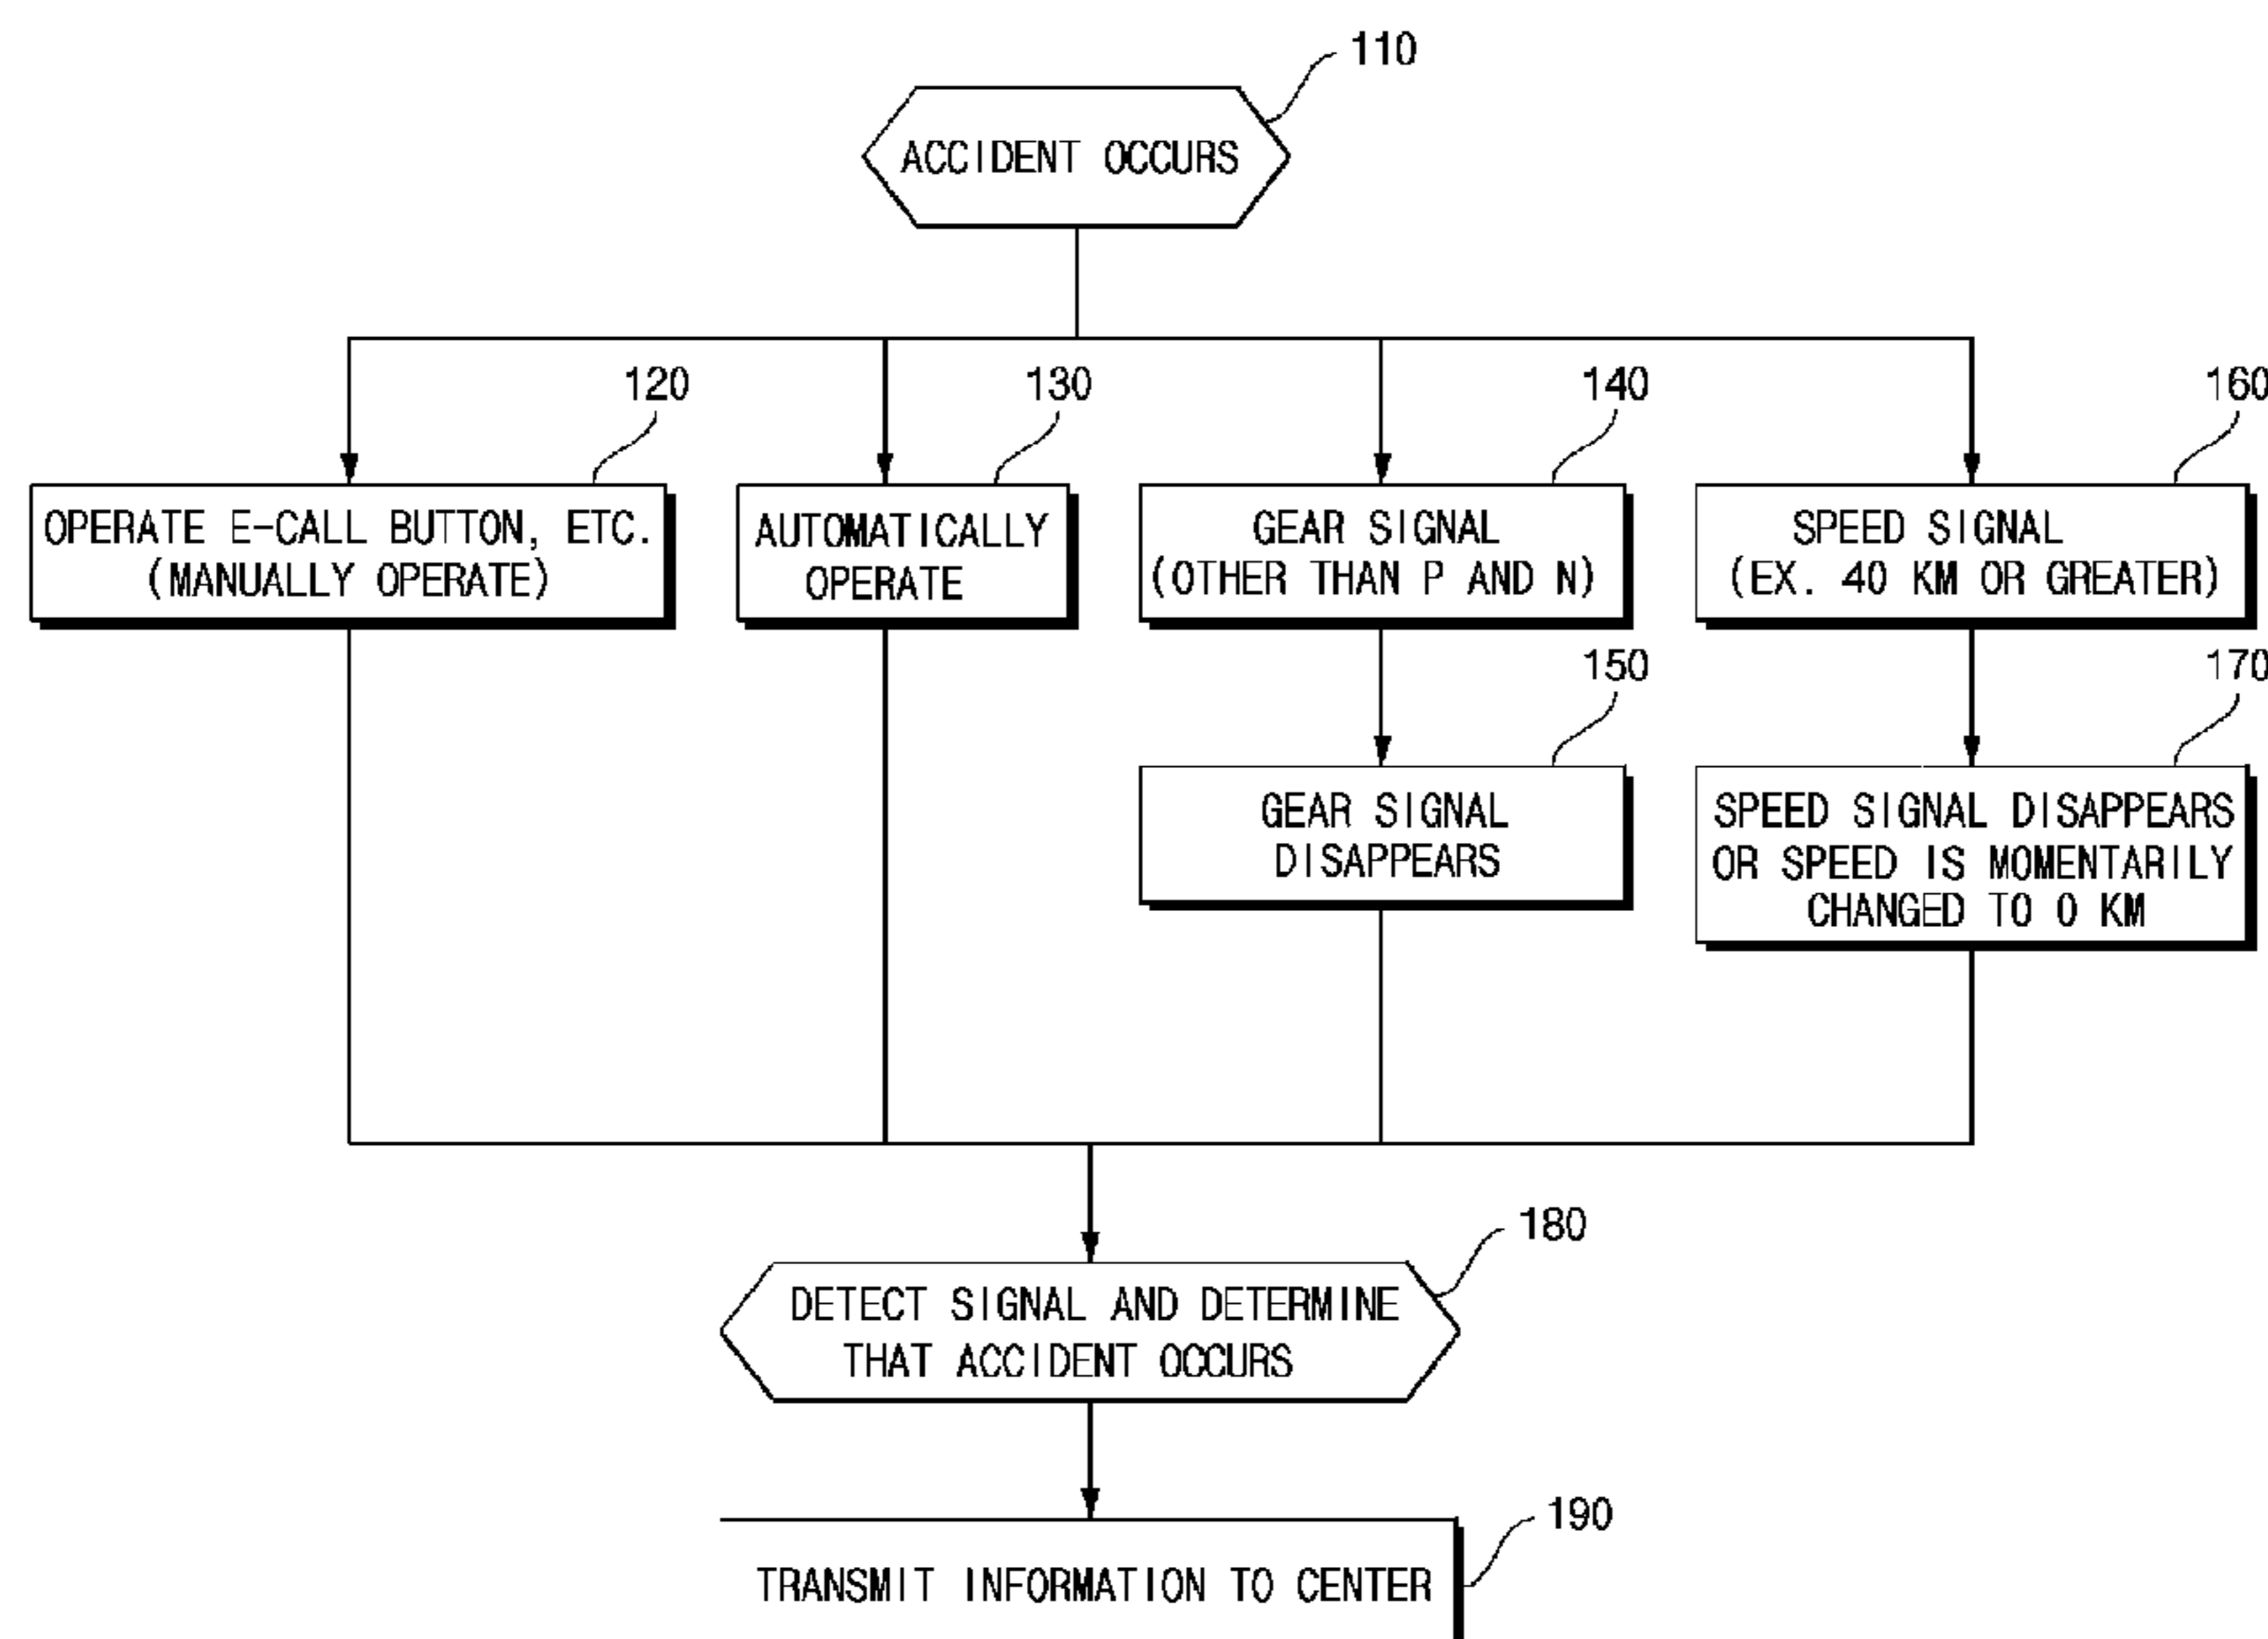 110
ACCIDENT OCCURS
120
130
140
160
OPERATE E-CALL BUTTON, ETC.
(MANUALLY OPERATE)
AUTOMATICALLY
OPERATE
GEAR SIGNAL
(OTHER THAN P AND N)
SPEED SIGNAL
(EX. 40 KM OR GREATER)
150
170
GEAR SIGNAL
DISAPPEARS
SPEED SIGNAL DISAPPEARS
OR SPEED IS MOMENTARILY
CHANGED TO 0 KM
180
DETECT SIGNAL AND DETERMINE
THAT ACCIDENT OCCURS
190
TRANSMIT INFORMATION TO CENTER